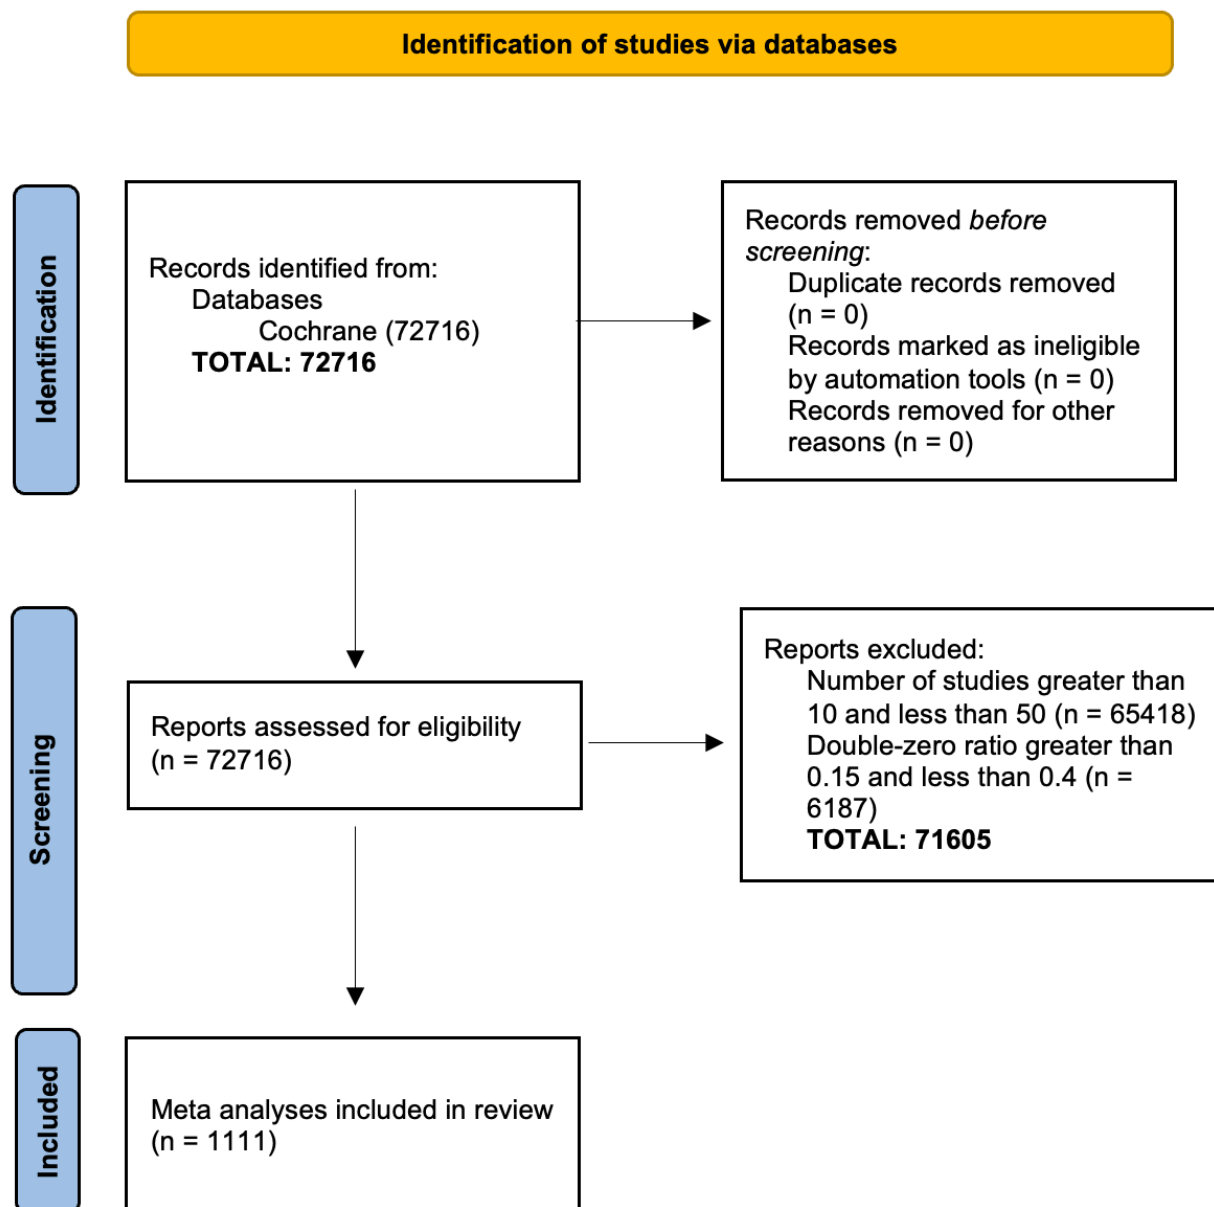 Identification of studies via databases
Identification
Records identified from:
Databases
Cochrane (72716)
TOTAL: 72716
Records removed before
screening:
Duplicate records removed
(n = 0)
Records marked as ineligible
by automation tools (n = 0)
Records removed for other
reasons (n = 0)
Screening
Reports assessed for eligibility
(n = 72716)
Reports excluded:
Number of studies greater than
10 and less than 50 (n = 65418)
Double-zero ratio greater than
0.15 and less than 0.4 (n =
6187)
TOTAL: 71605
Included
Meta analyses included in review
(n = 1111)